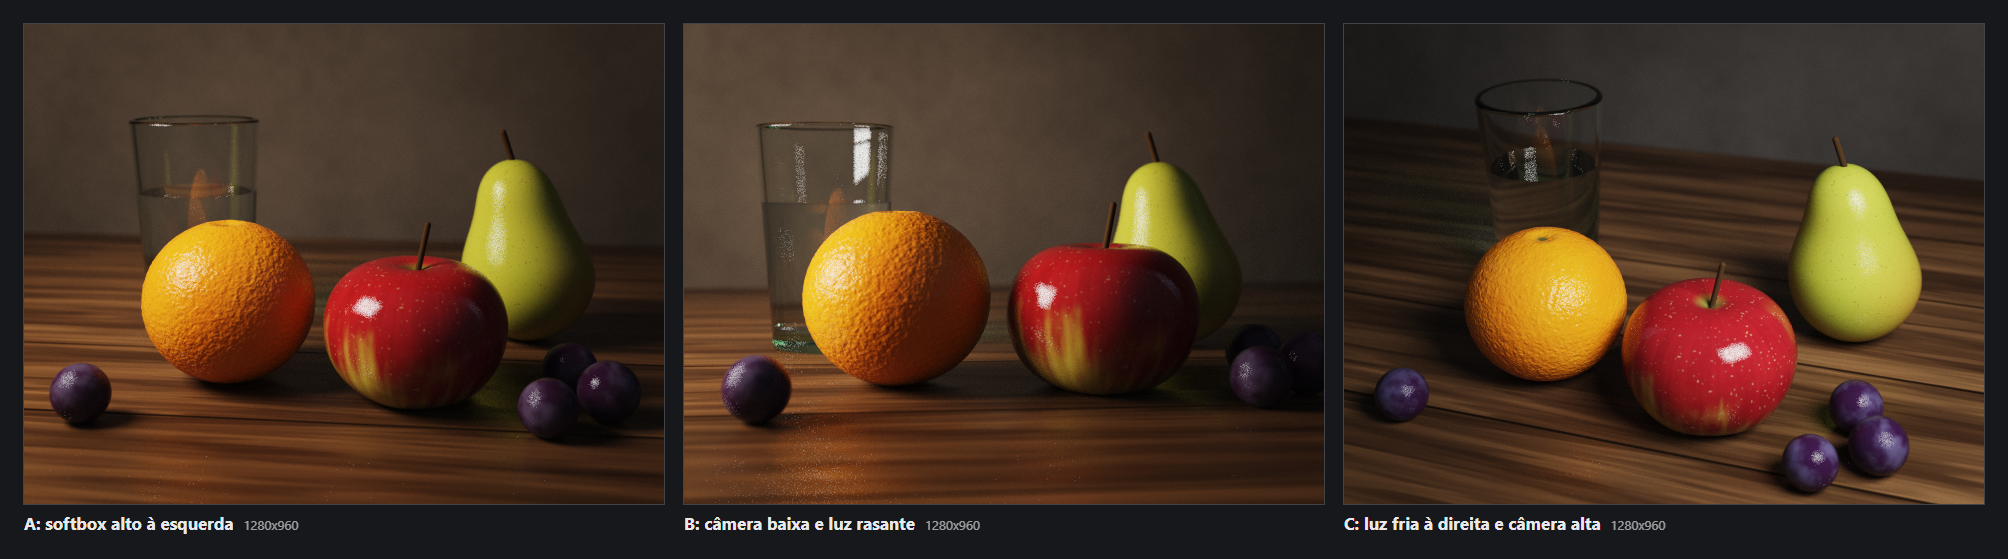 A: softbox alto à esquerda 1280x960
B: câmera baixa e luz rasante 1280x960
C: luz fria à direita e câmera alta 1280x960